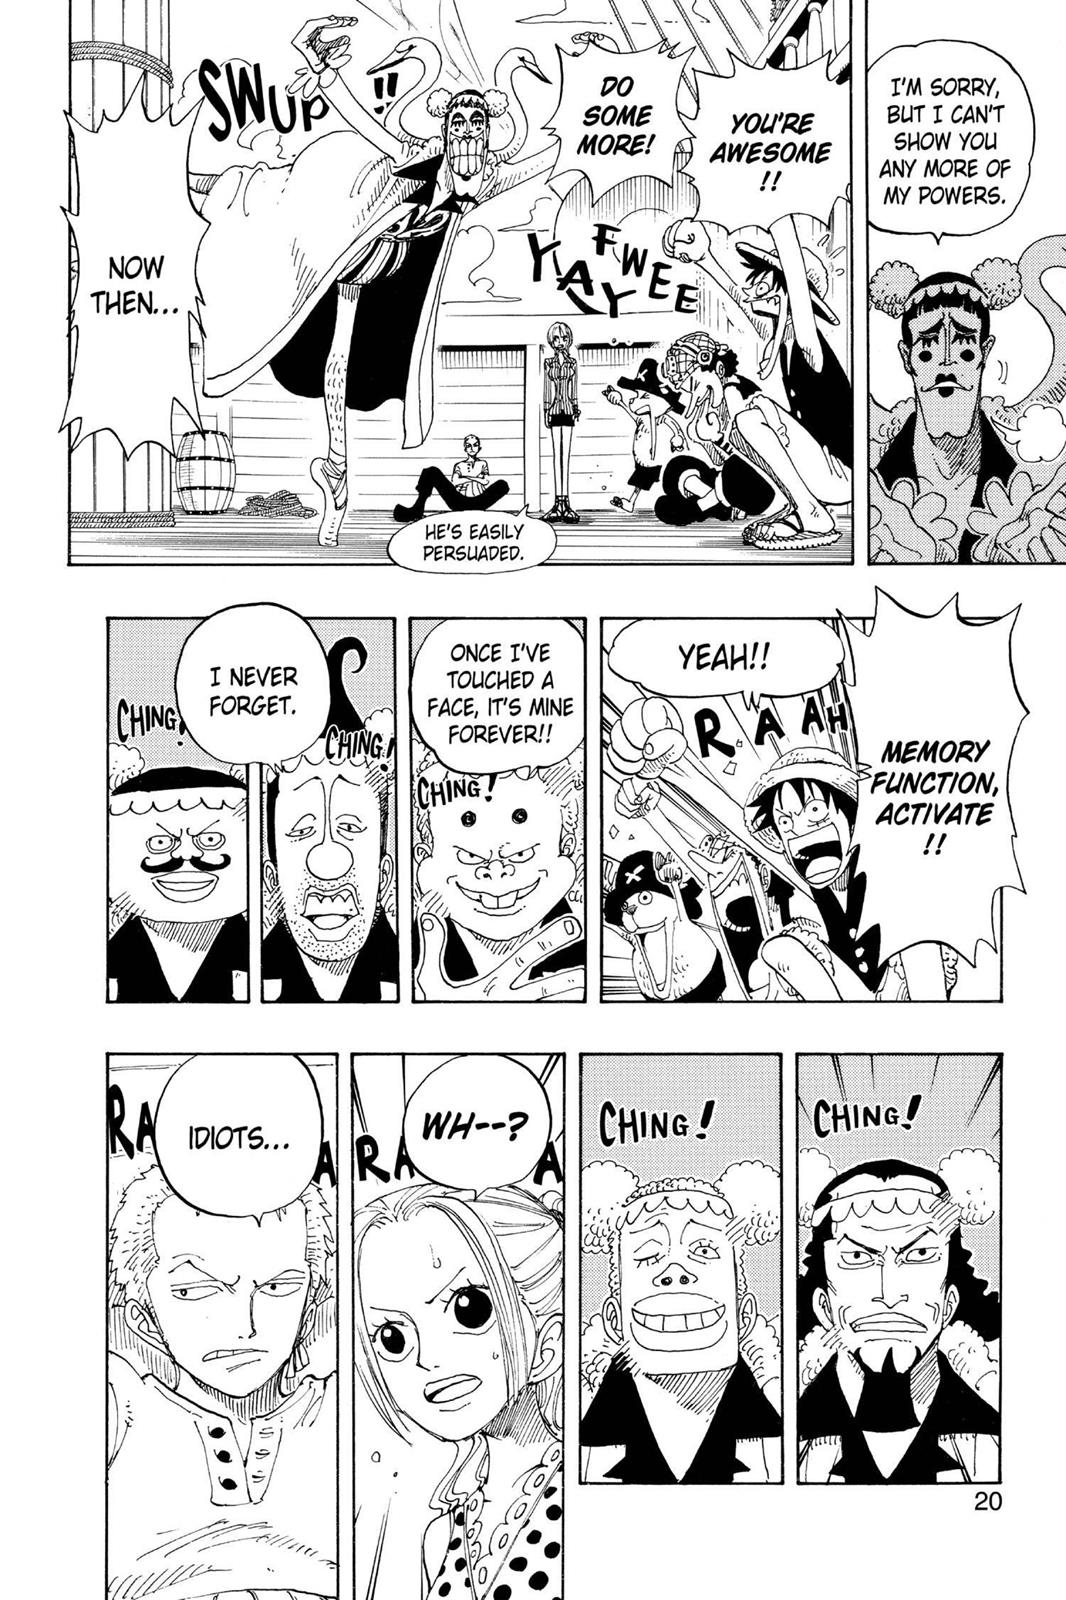 I'M SORRY,
BUT I CAN'T
SHOW YOU
ANY MORE OF
MY POWERS.
YOU'RE
AWESOME
!!
DO
SOME
MORE!
FWEE
YAY
SWUP !!
HE'S EASILY
PERSUADED.
NOW
THEN...
MEMORY
FUNCTION,
ACTIVATE
!!
YEAH!!
RAAH
ONCE I'VE
TOUCHED A
FACE, IT'S MINE
FOREVER!!
CHING!
I NEVER
FORGET.
CHING!
CHING!
CHING!
CHING!
WH--?
RA A
IDIOTS...
RA A
20